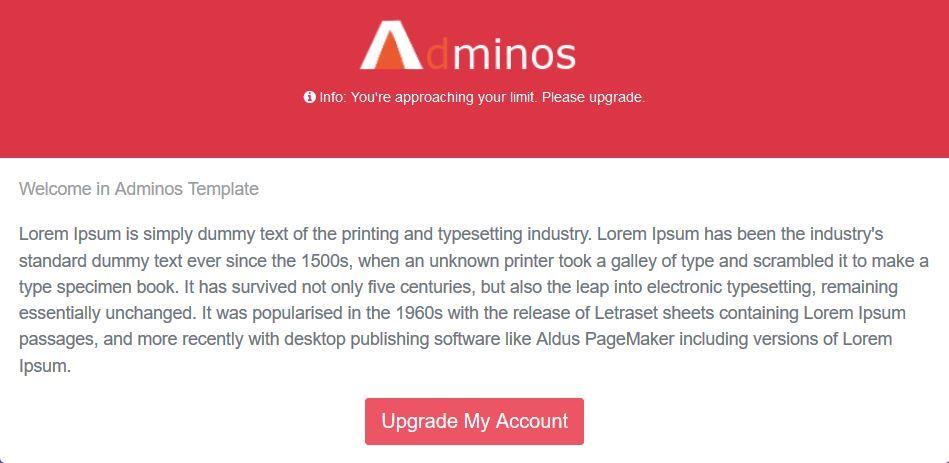 Adminos
Info: You're approaching your limit. Please upgrade.
Welcome in Adminos Template
Lorem Ipsum is simply dummy text of the printing and typesetting industry. Lorem Ipsum has been the industry's
standard dummy text ever since the 1500s, when an unknown printer took a galley of type and scrambled it to make a
type specimen book. It has survived not only five centuries, but also the leap into electronic typesetting, remaining
essentially unchanged. It was popularised in the 1960s with the release of Letraset sheets containing Lorem Ipsum
passages, and more recently with desktop publishing software like Aldus PageMaker including versions of Lorem
Ipsum.
Upgrade My Account